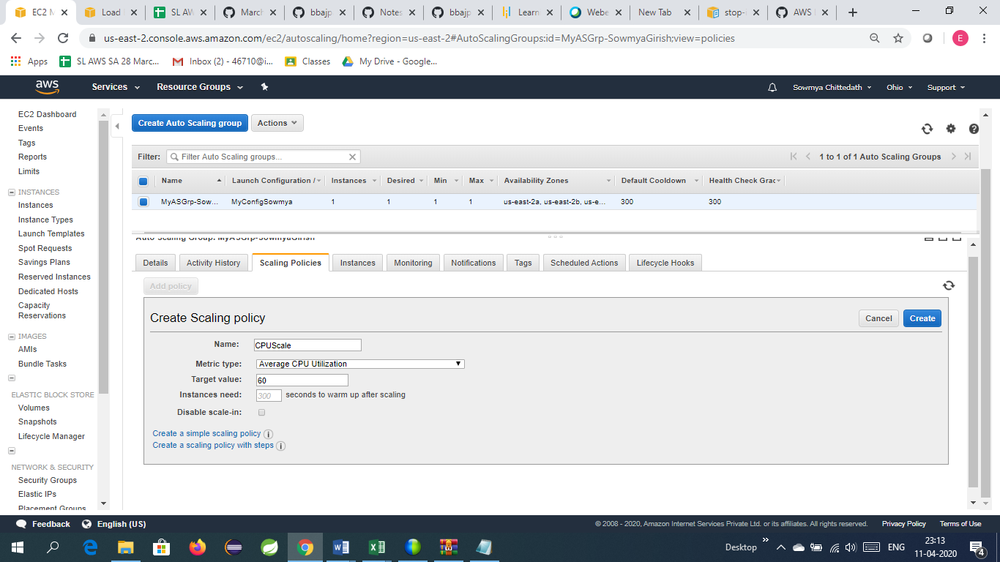 EC2 M
Load
SL AW
March
bbajp
Notes
bbajp
Learn
Webe
New Tab
stop-
AWS
us-east-2.console.aws.amazon.com/ec2/autoscaling/home?region=us-east-2#AutoScalingGroups:id=MyASGrp-SowmyaGirish;view=policies
E
Apps
SL AWS SA 28 Marc...
Inbox (2) - 46710@i...
Classes
My Drive - Google...
aws
Services
Resource Groups
Sowmya Chittedath
Ohio
Support
EC2 Dashboard
Events
Tags
Reports
Limits
INSTANCES
Instances
Instance Types
Launch Templates
Spot Requests
Savings Plans
Reserved Instances
Dedicated Hosts
Capacity
Reservations
IMAGES
AMIs
Bundle Tasks
ELASTIC BLOCK STORE
Volumes
Snapshots
Lifecycle Manager
NETWORK & SECURITY
Security Groups
Elastic IPs
Placement Groups
Create Auto Scaling group
Actions
Filter:
Filter Auto Scaling groups...
1 to 1 of 1 Auto Scaling Groups
Name
Launch Configuration /
Instances
Desired
Min
Max
Availability Zones
Default Cooldown
Health Check Grac
MyASGrp-Sow...
MyConfigSowmya
1
1
1
1
us-east-2a, us-east-2b, us-e...
300
300
Auto Scaling Group: MyASGrp-SowmyaGirish
Details
Activity History
Scaling Policies
Instances
Monitoring
Notifications
Tags
Scheduled Actions
Lifecycle Hooks
Add policy
Create Scaling policy
Cancel
Create
Name: CPUScale
Metric type: Average CPU Utilization
Target value: 60
Instances need: 300 seconds to warm up after scaling
Disable scale-in:
Create a simple scaling policy
Create a scaling policy with steps
Feedback
English (US)
© 2008 - 2020, Amazon Internet Services Private Ltd. or its affiliates. All rights reserved.
Privacy Policy
Terms of Use
Desktop
ENG
23:13
11-04-2020
4